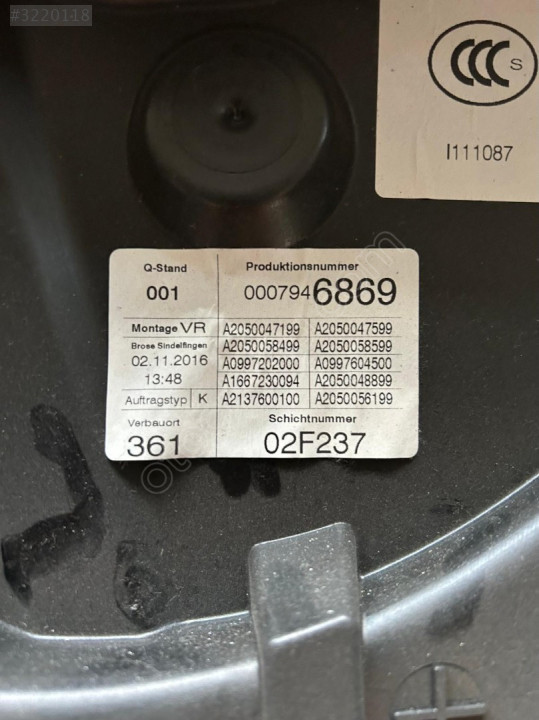 #3220118
CCC S
I111087
Q-Stand
001
Produktionsnummer
0007946869
Montage VR
Brose Sindelfingen
02.11.2016
13:48
Auftragstyp K
A2050047199 A2050047599
A2050058499 A2050058599
A0997202000 A0997604500
A1667230094 A2050048899
A2137600100 A2050056199
Verbauort
361
Schichtnummer
02F237